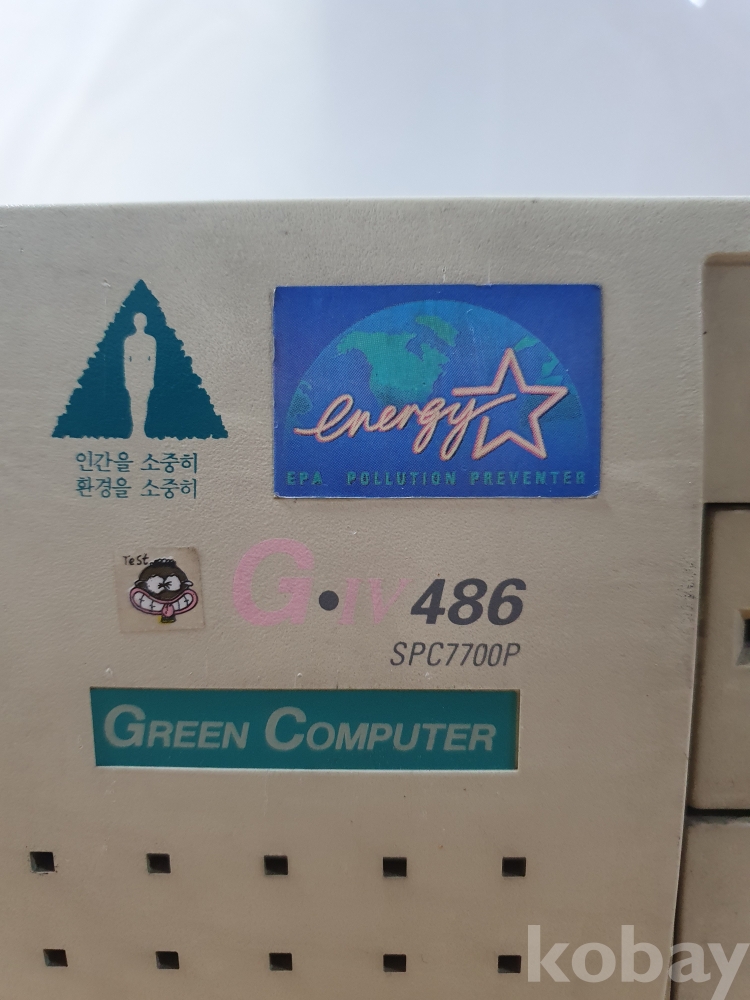 인간을 소중히
환경을 소중히
energy
EPA POLLUTION PREVENTER
Test
G•IV 486
SPC7700P
GREEN COMPUTER
kobay